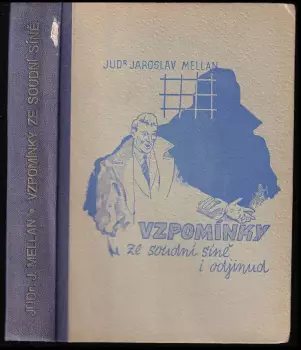 JUDR. J. MELLAN • VZPOMÍNKY ZE SOUDNÍ SÍNĚ
JUDR JAROSLAV MELLAN
VZPOMÍNKY
ze soudní síně
i odjinud